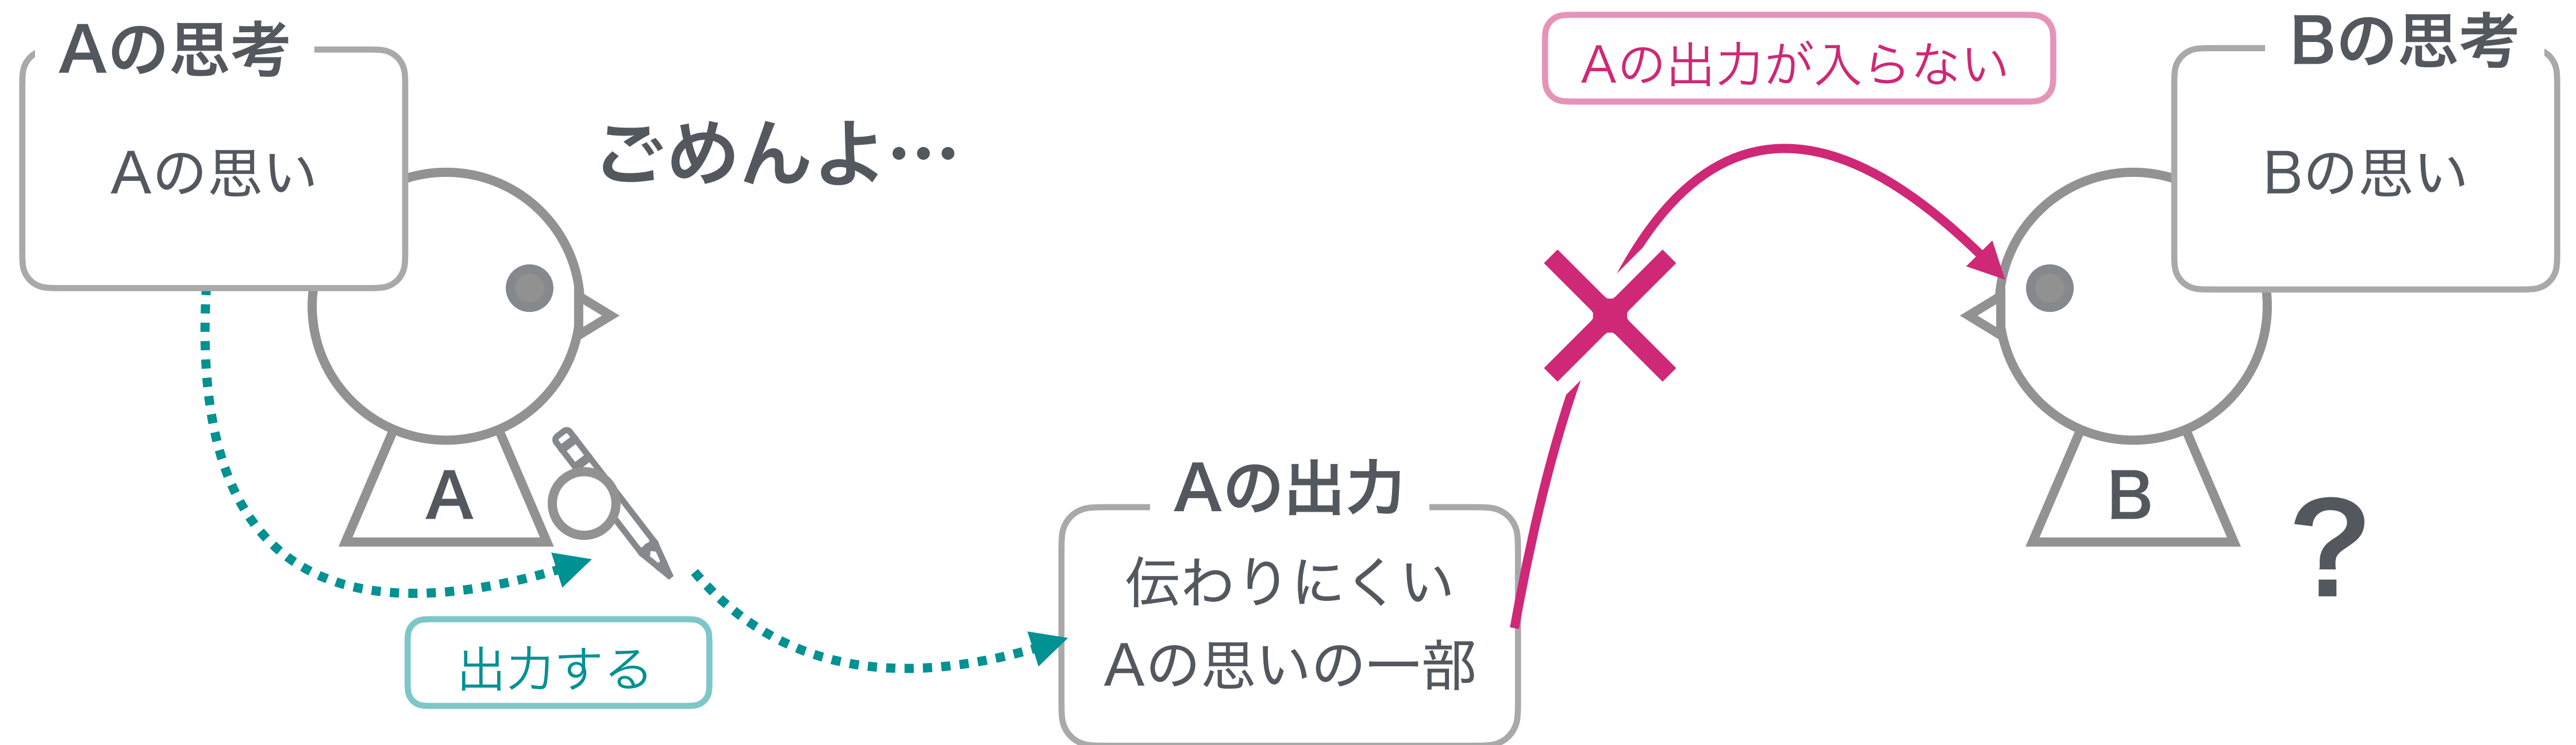 Aの思考
Aの思い
ごめんよ…
A
出力する
Aの出力
伝わりにくい
Aの思いの一部
Aの出力が入らない
Bの思考
Bの思い
B
?